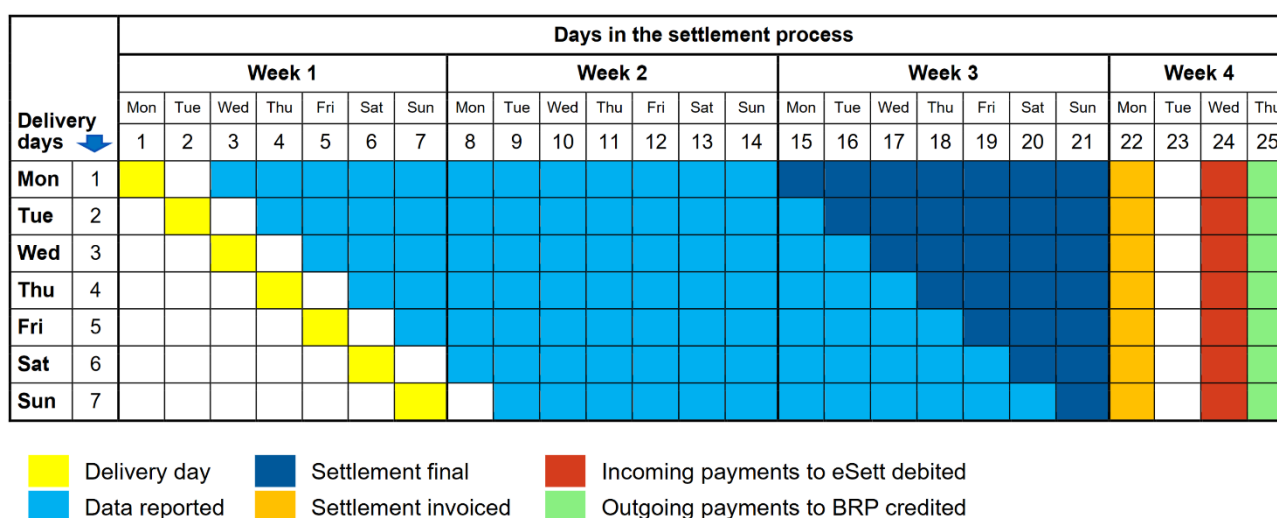 Days in the settlement process
Week 1 Week 2 Week 3 Week 4
Delivery days
Mon Tue Wed Thu Fri Sat Sun Mon Tue Wed Thu Fri Sat Sun Mon Tue Wed Thu Fri Sat Sun Mon Tue Wed Thu
1 2 3 4 5 6 7 8 9 10 11 12 13 14 15 16 17 18 19 20 21 22 23 24 25
Mon 1
Tue 2
Wed 3
Thu 4
Fri 5
Sat 6
Sun 7
Delivery day Settlement final Incoming payments to eSett debited
Data reported Settlement invoiced Outgoing payments to BRP credited